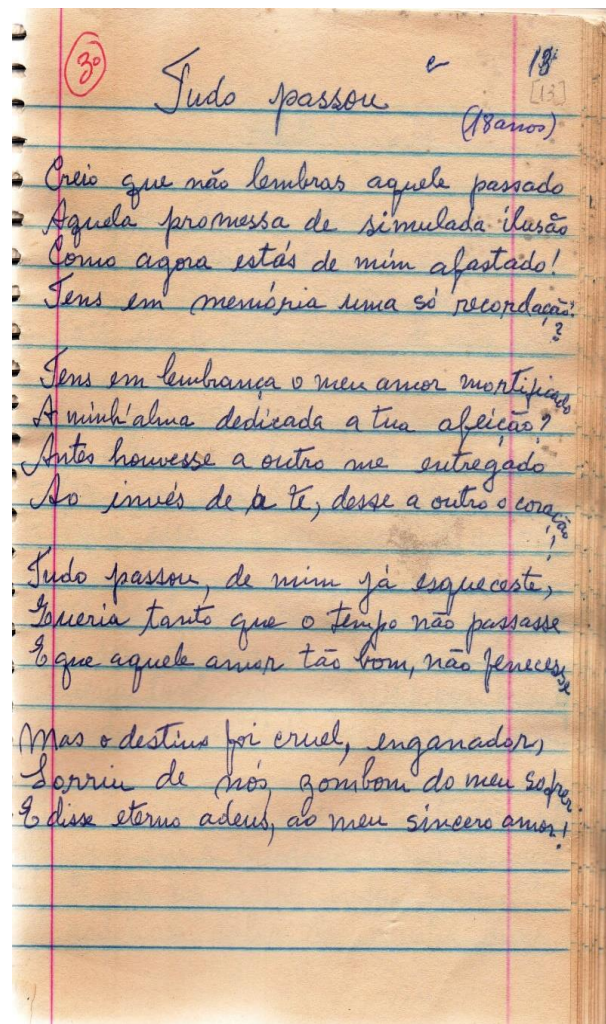 3º
13
[13]
Tudo passou
(18 anos)
Creio que não lembras aquele passado
Aquela promessa de simulada ilusão
Como agora estás de mim afastado!
Tens em memória uma só recordação?
Tens em lembrança o meu amor mortificado
A minh'alma dedicada a tua afeição?
Antes houvesse a outro me entregado
Ao invés de a te, desse a outro o coração!
Tudo passou, de mim já esqueceste,
Queria tanto que o tempo não passasse
E que aquele amor tão bom, não fenecesse
Mas o destino foi cruel, enganador,
Sorriu de nós, zombom do meu sofrer.
E disse eterno adeus, ao meu sincero amor!